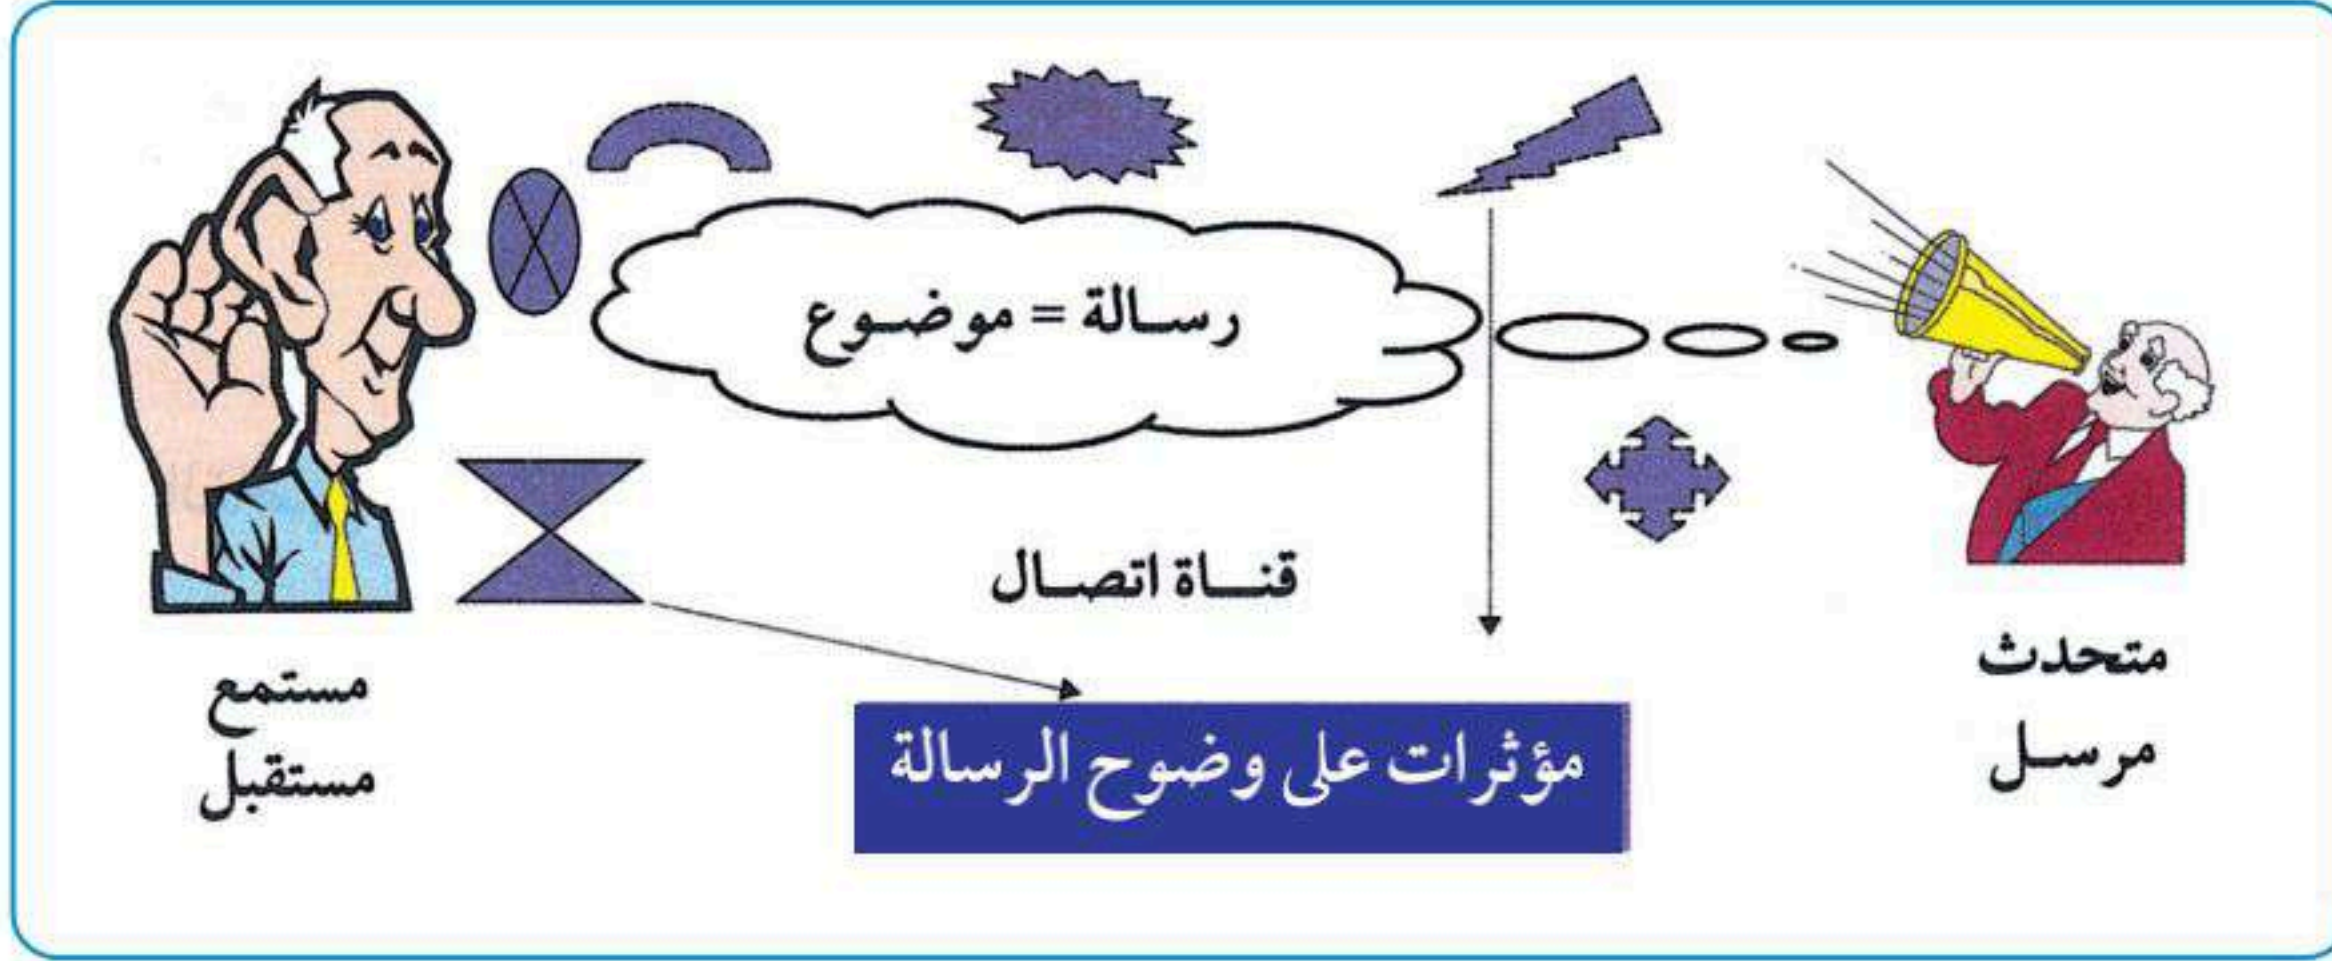 رسالة = موضوع
قناة اتصال
متحدث
مرسل
مستمع
مستقبل
مؤثرات على وضوح الرسالة